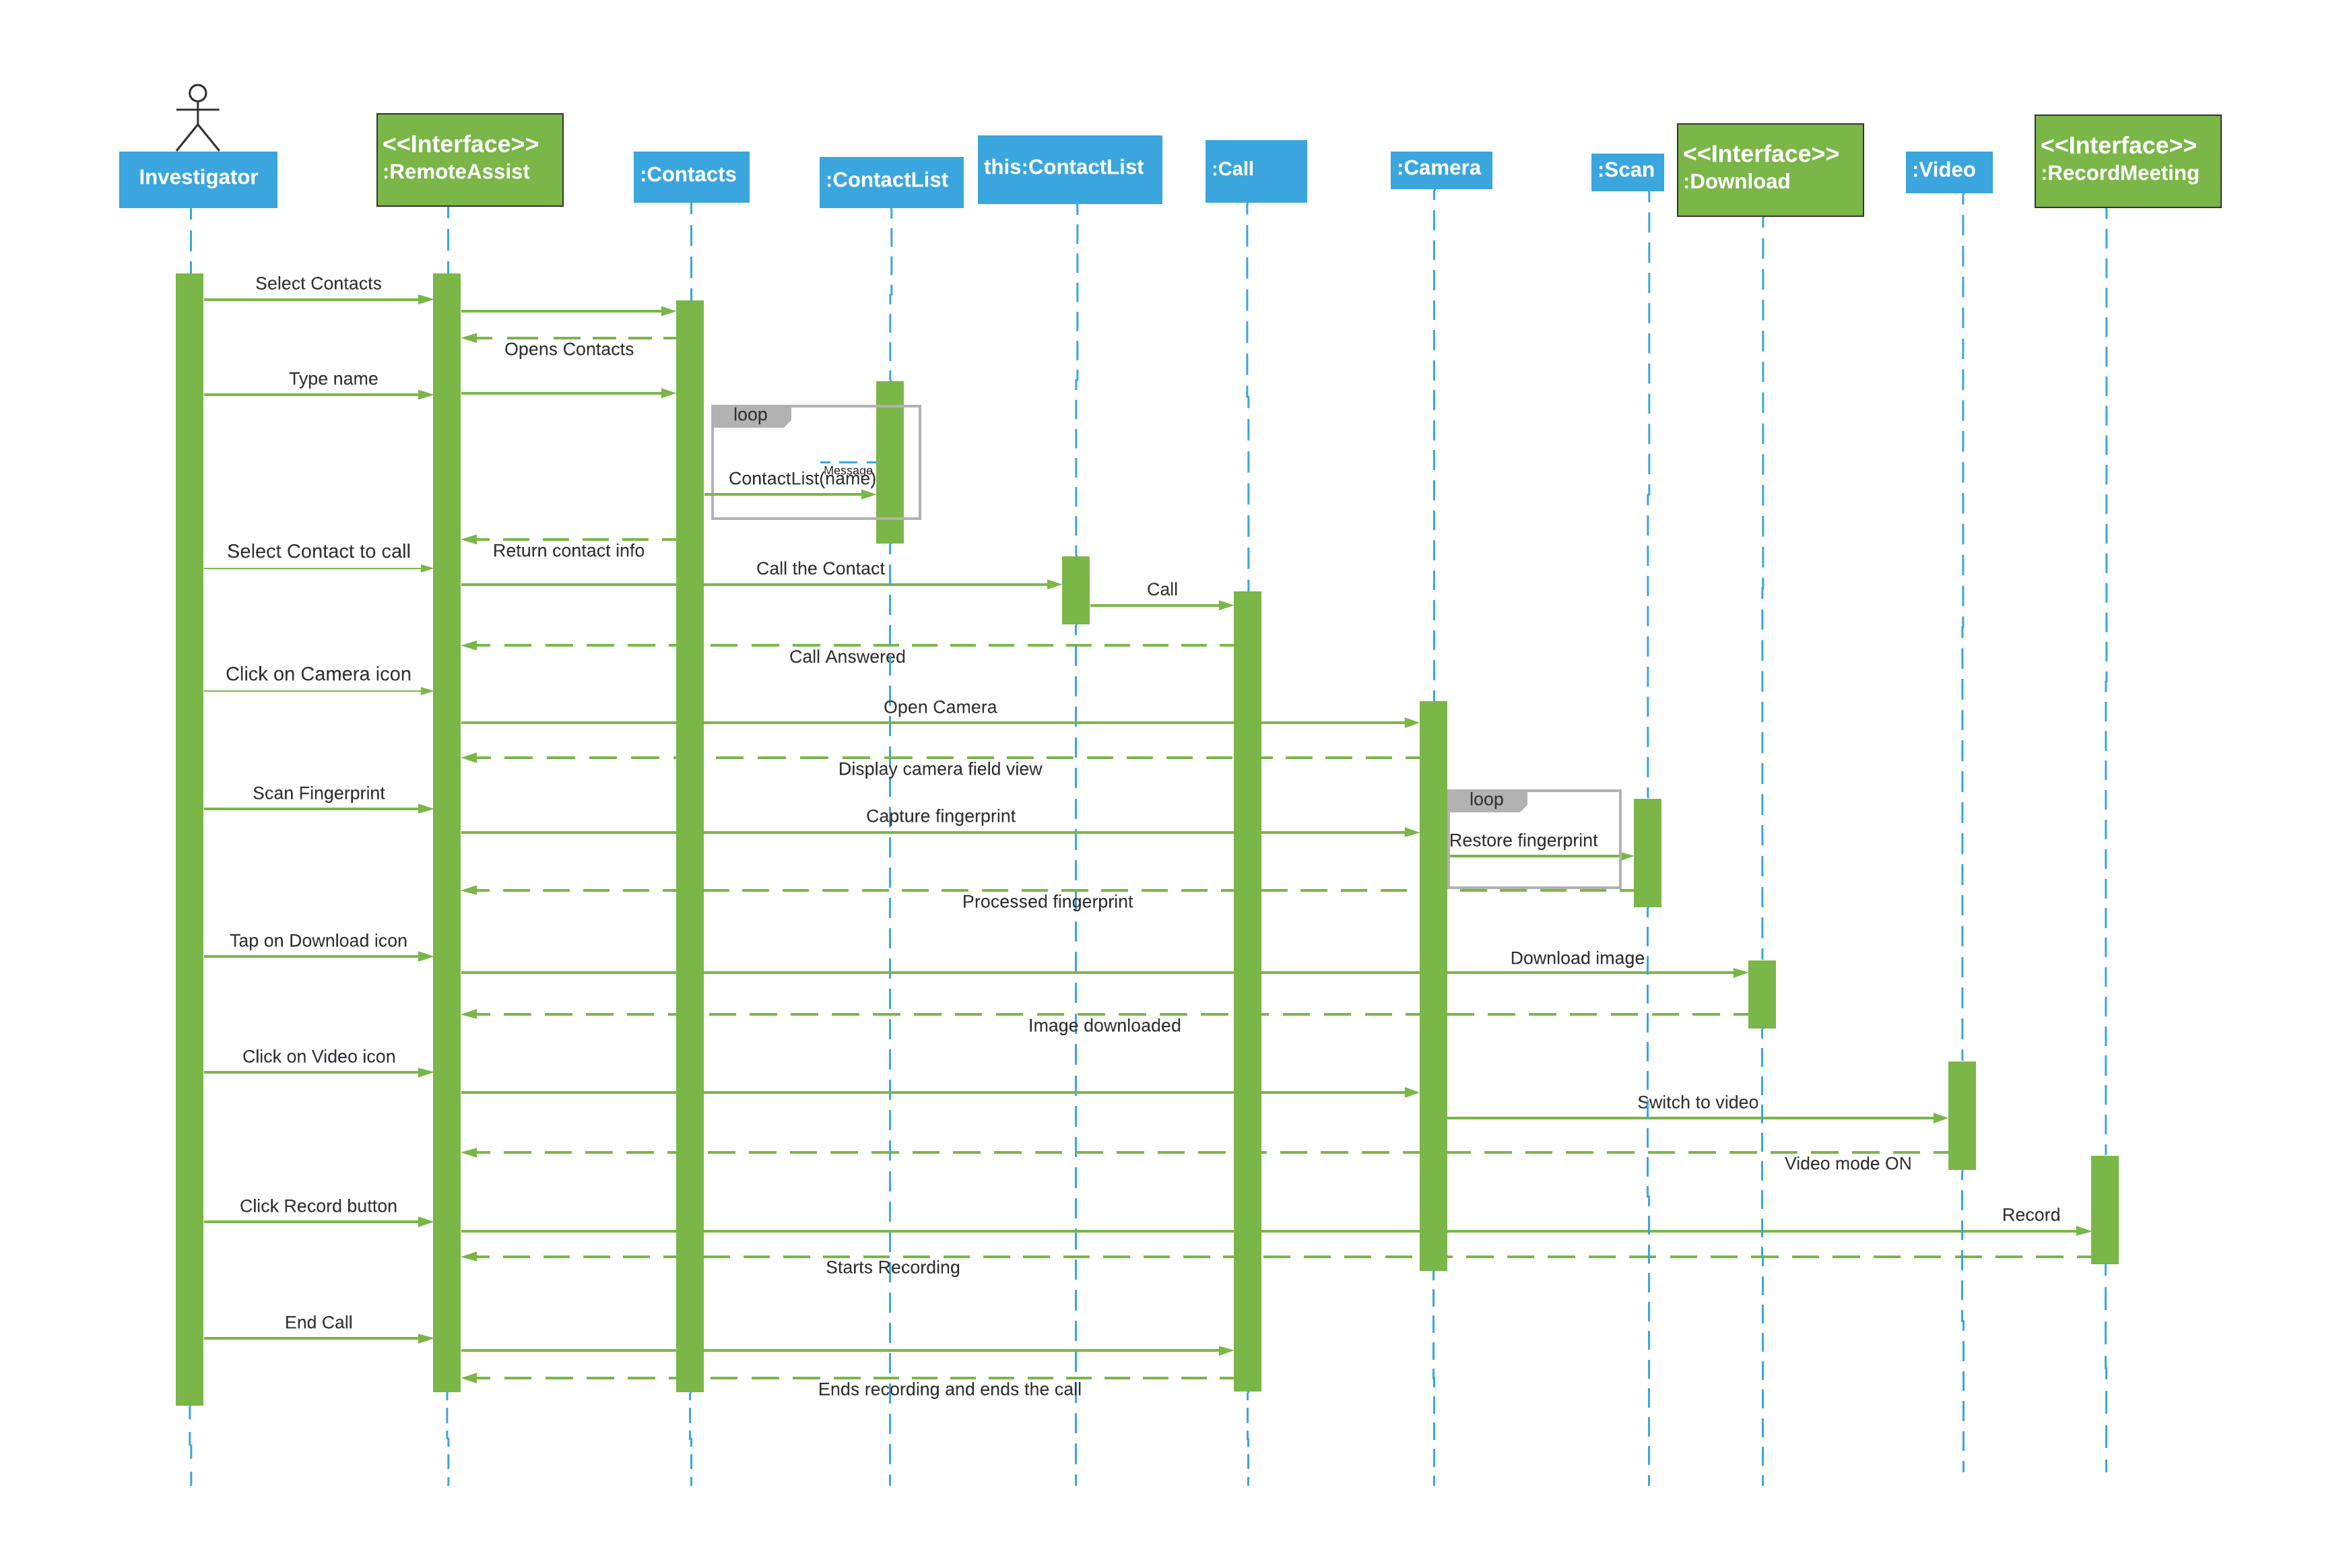 Investigator
<<Interface>>
:RemoteAssist
:Contacts
:ContactList
this:ContactList
:Call
:Camera
:Scan
<<Interface>>
:Download
:Video
<<Interface>>
:RecordMeeting
Select Contacts
Opens Contacts
Type name
loop
Message
ContactList(name)
Return contact info
Select Contact to call
Call the Contact
Call
Call Answered
Click on Camera icon
Open Camera
Display camera field view
Scan Fingerprint
loop
Capture fingerprint
Restore fingerprint
Processed fingerprint
Tap on Download icon
Download image
Image downloaded
Click on Video icon
Switch to video
Video mode ON
Click Record button
Record
Starts Recording
End Call
Ends recording and ends the call